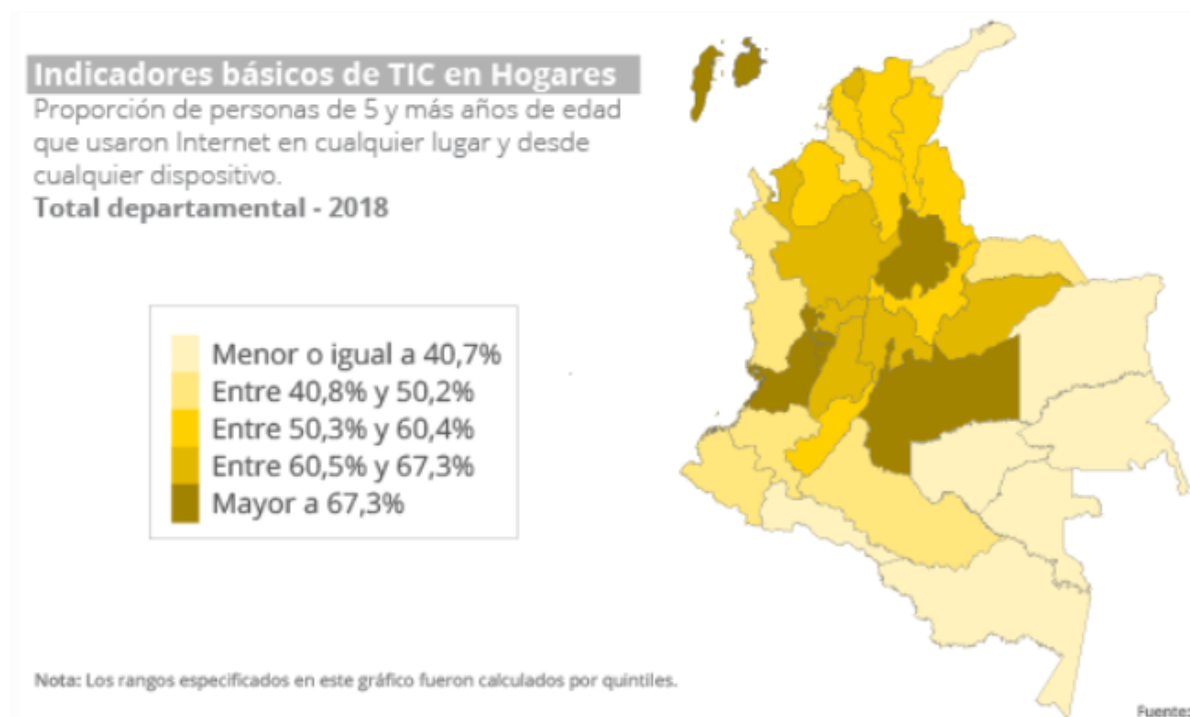 Indicadores básicos de TIC en Hogares
Proporción de personas de 5 y más años de edad
que usaron Internet en cualquier lugar y desde
cualquier dispositivo.
Total departamental - 2018
Menor o igual a 40,7%
Entre 40,8% y 50,2%
Entre 50,3% y 60,4%
Entre 60,5% y 67,3%
Mayor a 67,3%
Nota: Los rangos especificados en este gráfico fueron calculados por quintiles.
Fuente: